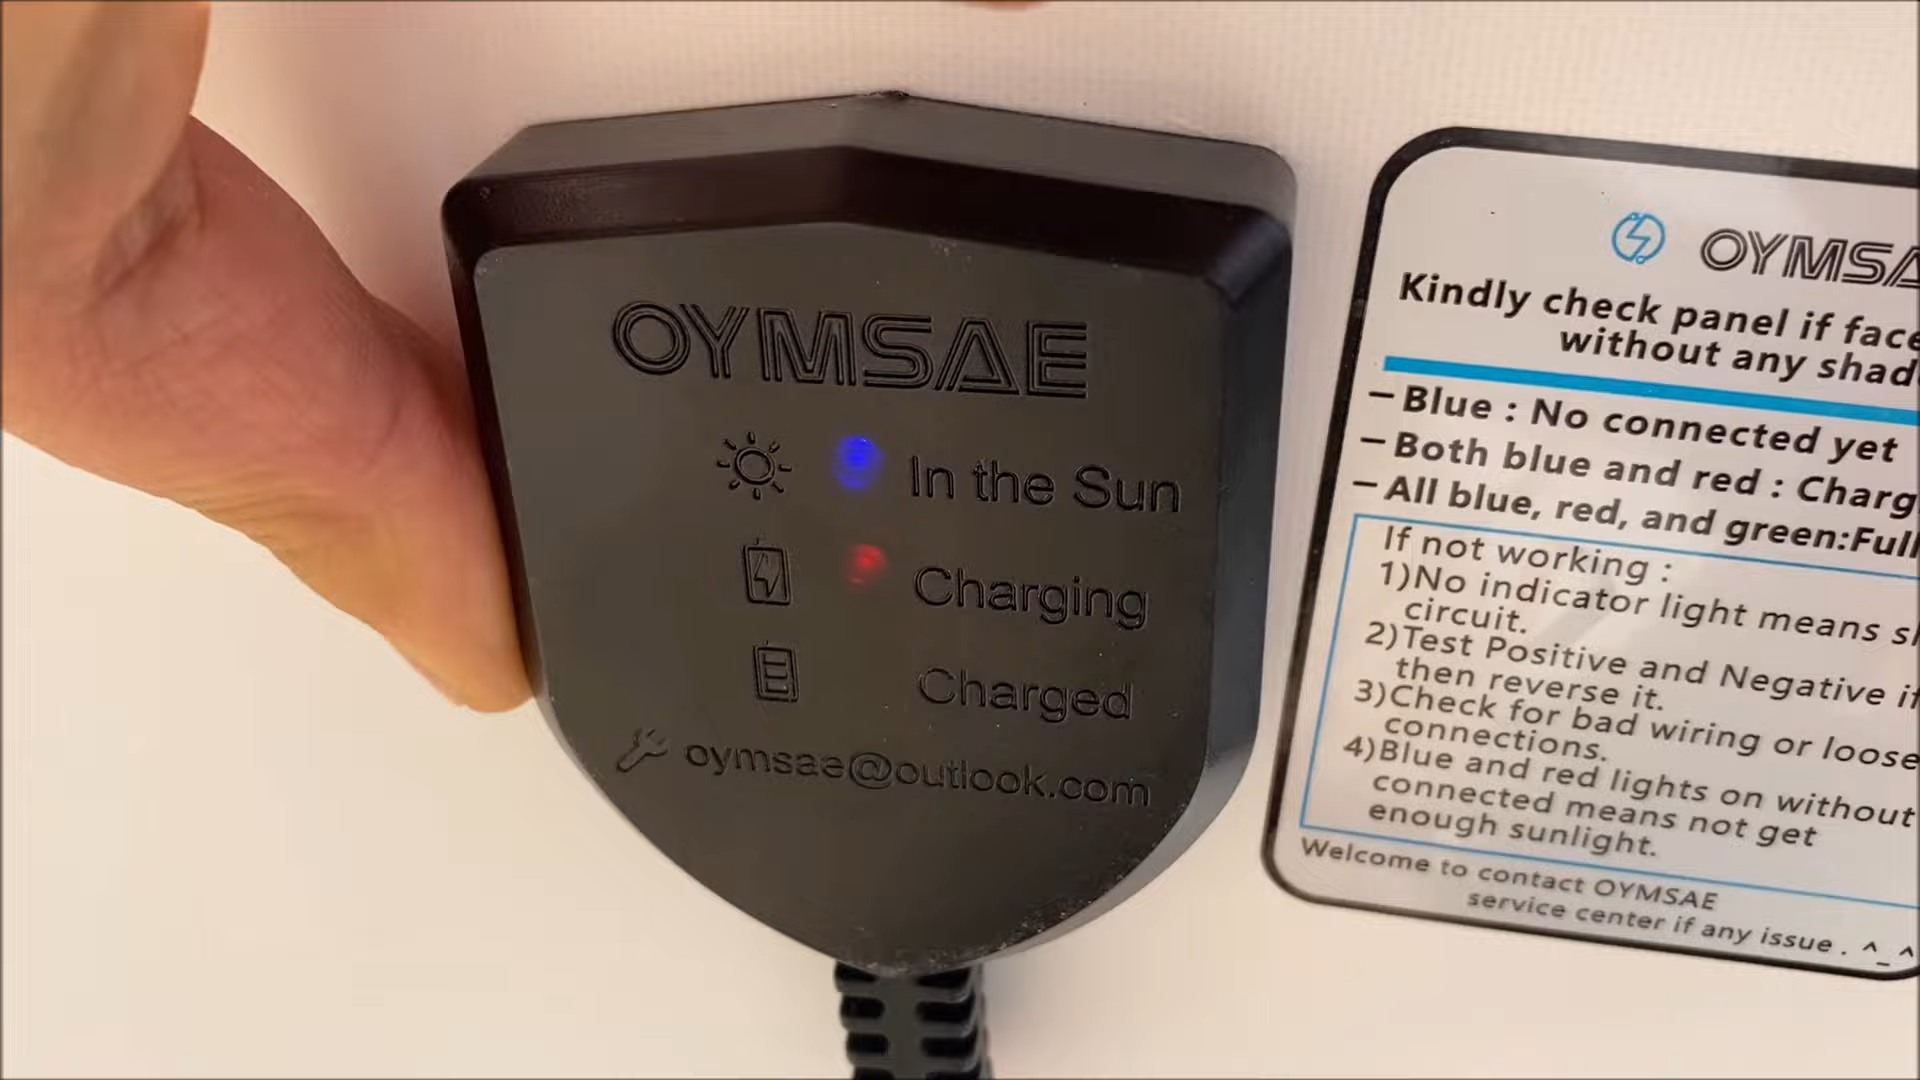 OYMSAE
In the Sun
Charging
Charged
oymsae@outlook.com
Kindly check panel if
without any
– Blue : No connected yet
– Both blue and red :
– All blue, red, and green:Full
If not working :
1)No indicator light means
circuit.
2)Test Positive and Negative
then reverse it.
3)Check for bad wiring or loose
connections.
4)Blue and red lights on without
connected means not get
enough sunlight.
Welcome to contact OYMSAE
service center if any issue . ^_^